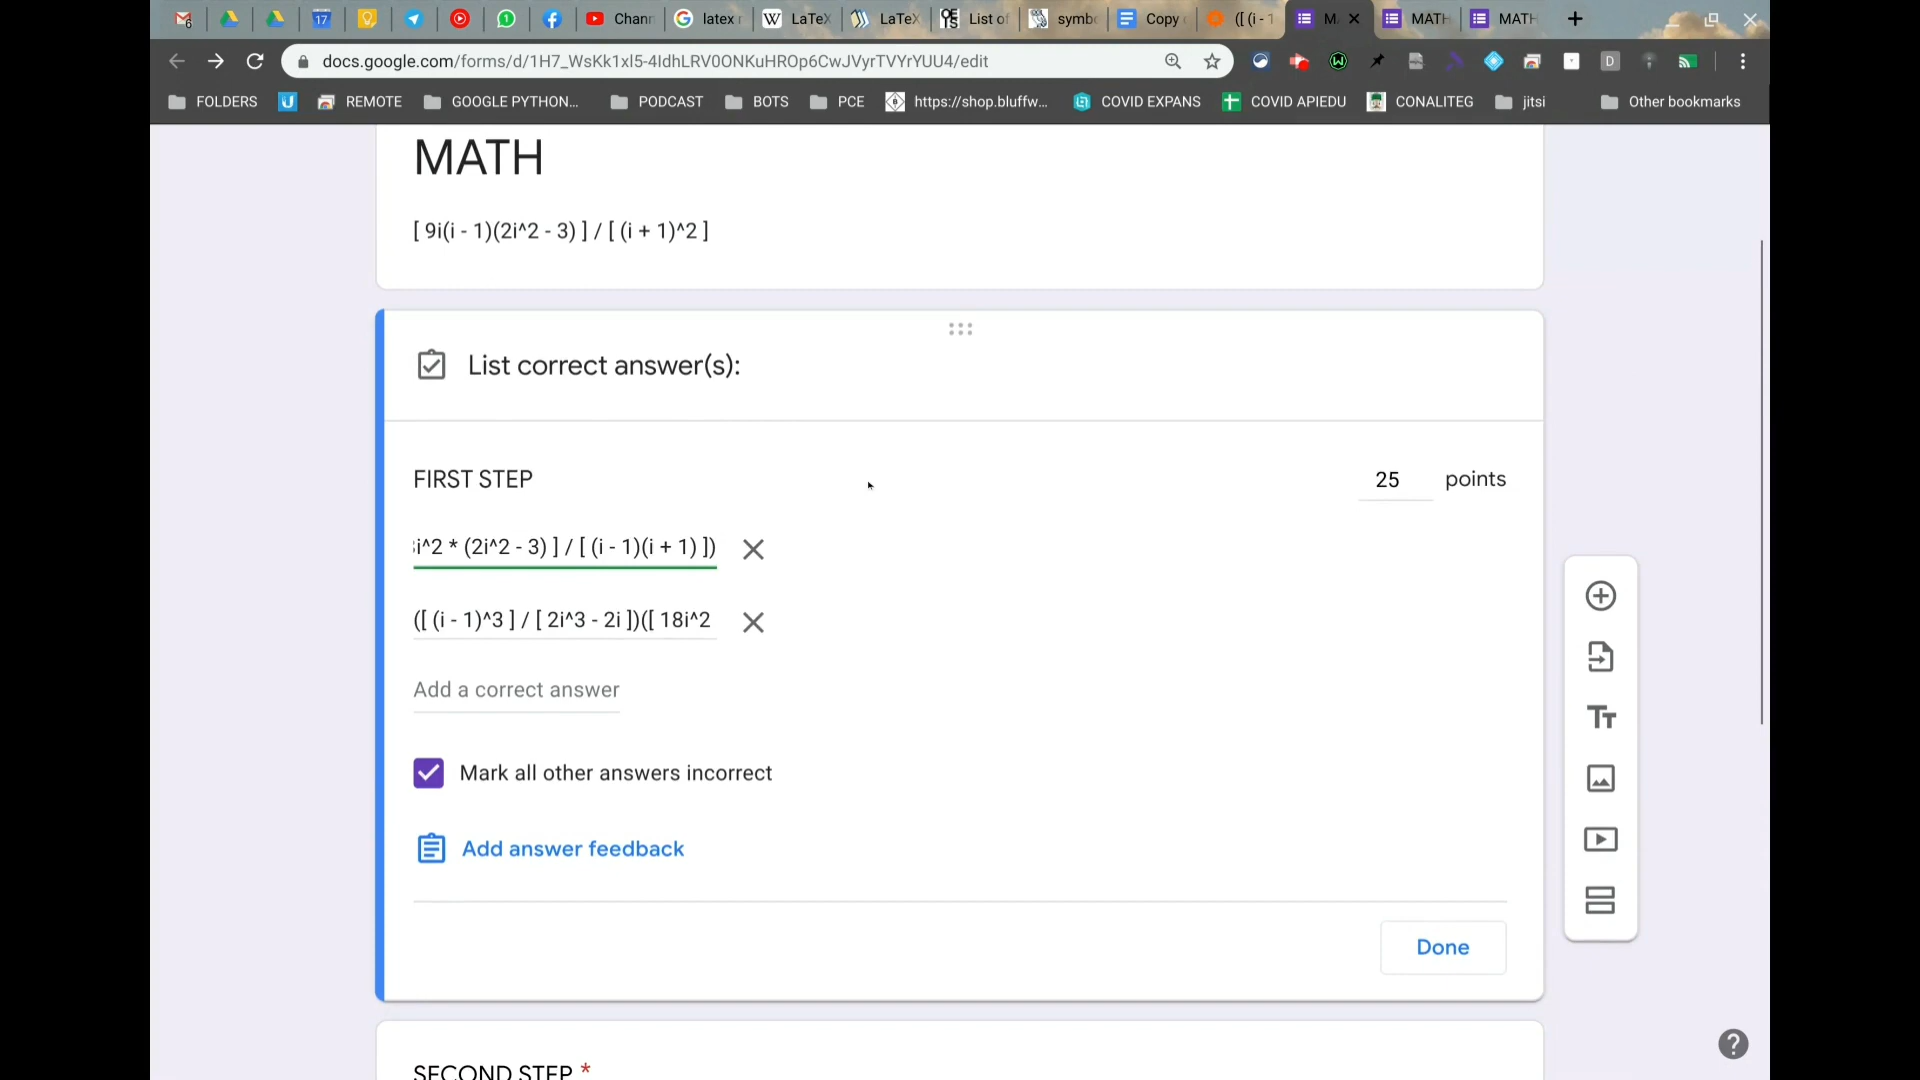 6
17
1
Chann
latex
LaTeX
LaTeX
List of
symbo
Copy
([ (i - 1
M
MATH
MATH
docs.google.com/forms/d/1H7_WsKk1xl5-4IdhLRV0ONKuHROp6CwJVyrTVYrYUU4/edit
FOLDERS
REMOTE
GOOGLE PYTHON...
PODCAST
BOTS
PCE
https://shop.bluffw...
COVID EXPANS
COVID APIEDU
CONALITEG
jitsi
Other bookmarks
MATH
[ 9i(i - 1)(2i^2 - 3) ] / [ (i + 1)^2 ]
List correct answer(s):
FIRST STEP
25 points
i^2 * (2i^2 - 3) ] / [ (i - 1)(i + 1) ])
([ (i - 1)^3 ] / [ 2i^3 - 2i ])([ 18i^2
Add a correct answer
Mark all other answers incorrect
Add answer feedback
Done
SECOND STEP *